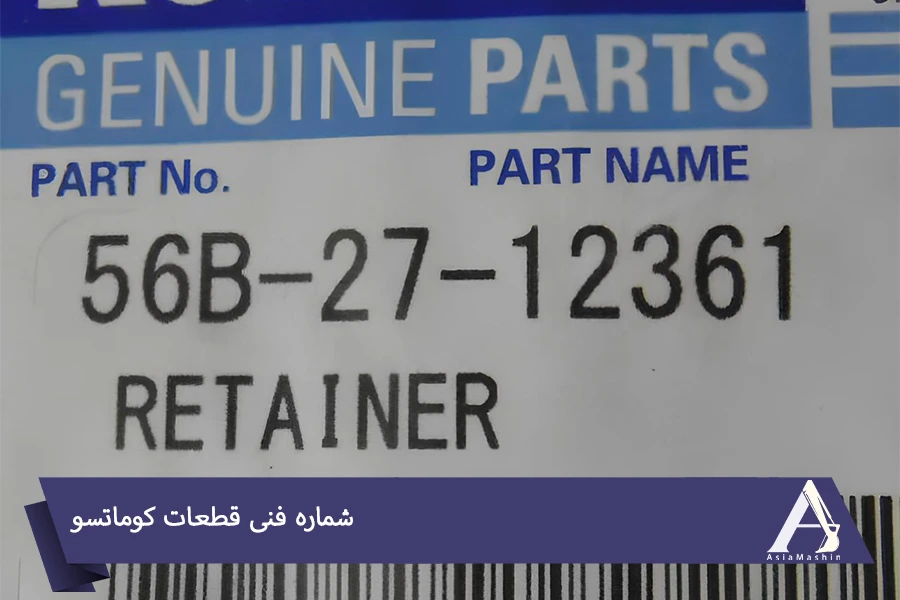 GENUINE PARTS
PART No. PART NAME
56B-27-12361
RETAINER
شماره فنی قطعات کوماتسو
AsiaMashin